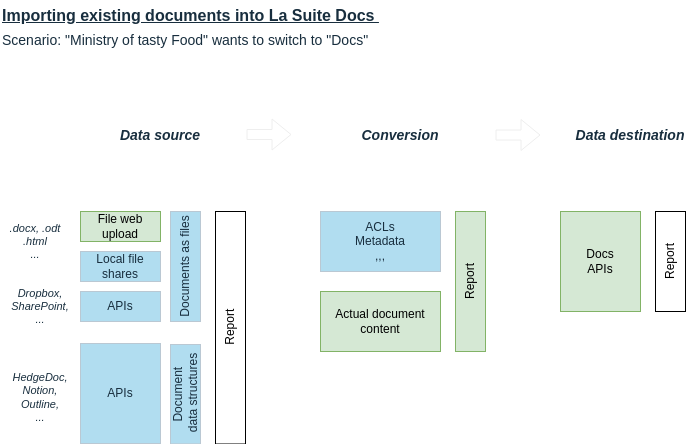 Importing existing documents into La Suite Docs
Scenario: "Ministry of tasty Food" wants to switch to "Docs"
Data source
Conversion
Data destination
.docx, .odt
.html
...
File web
upload
Local file
shares
Dropbox,
SharePoint,
...
APIs
Documents as files
HedgeDoc,
Notion,
Outline,
...
APIs
Document
data structures
Report
ACLs
Metadata
,,,
Actual document
content
Report
Docs
APIs
Report